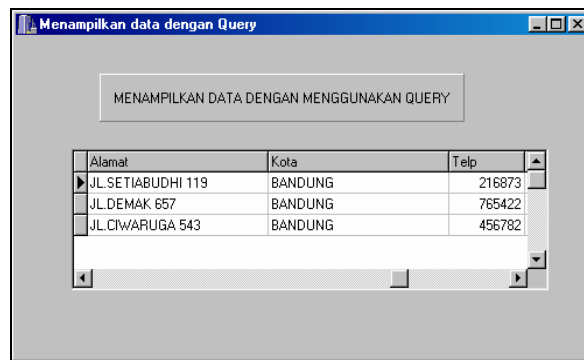 Menampilkan data dengan Query
MENAMPILKAN DATA DENGAN MENGGUNAKAN QUERY
Alamat Kota Telp
JL.SETIABUDHI 119 BANDUNG 216873
JL.DEMAK 657 BANDUNG 765422
JL.CIWARUGA 543 BANDUNG 456782